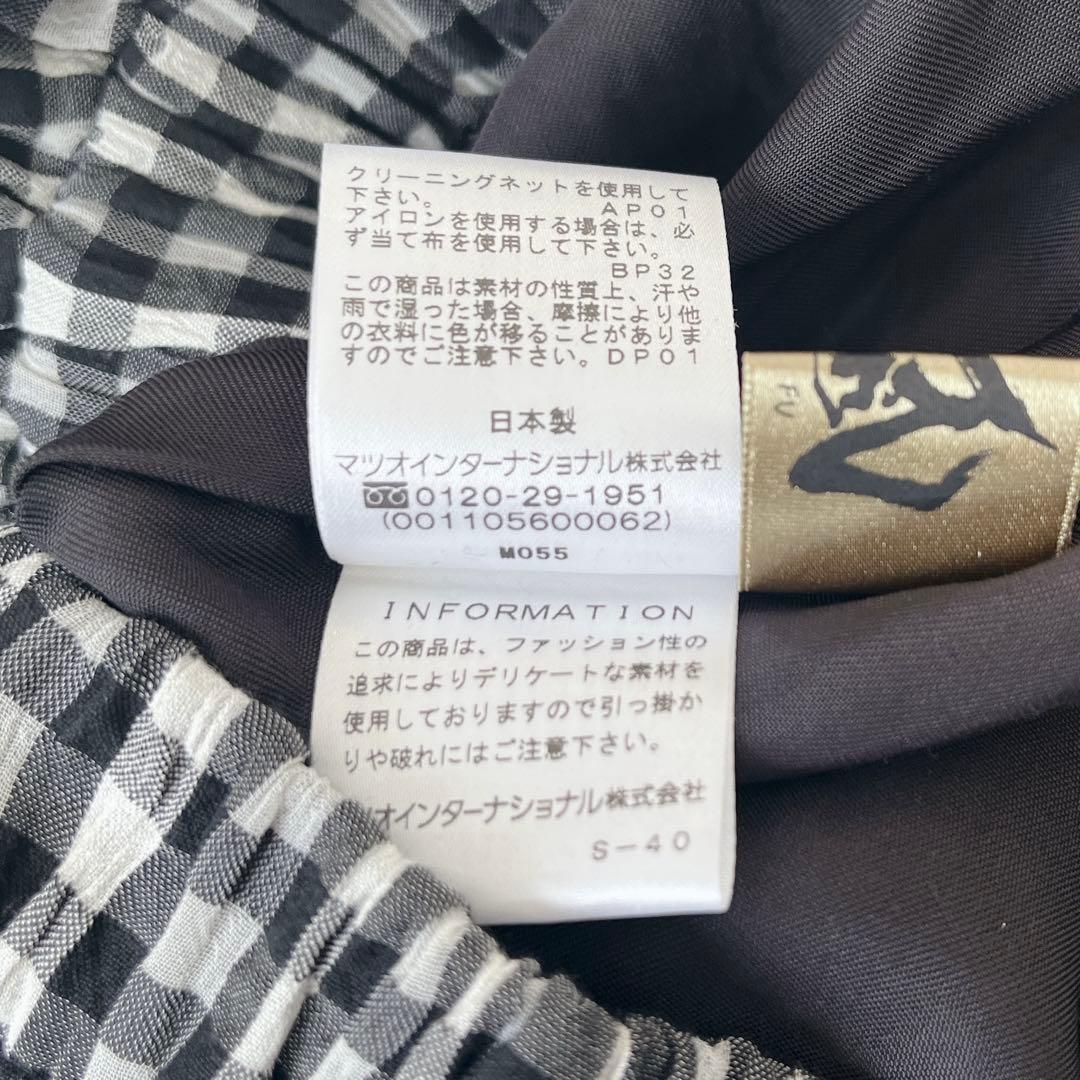 クリーニングネットを使用して
下さい。 AP01
アイロンを使用する場合は、必
ず当て布を使用して下さい。
BP32
この商品は素材の性質上、汗や
雨で湿った場合、摩擦により他
の衣料に色が移ることがありま
すのでご注意下さい。DP01
日本製
マツオインターナショナル株式会社
0120-29-1951
(001105600062)
M055
INFORMATION
この商品は、ファッション性の
追求によりデリケートな素材を
使用しておりますので引っ掛か
りや破れにはご注意下さい。
マツオインターナショナル株式会社
S-40
FU